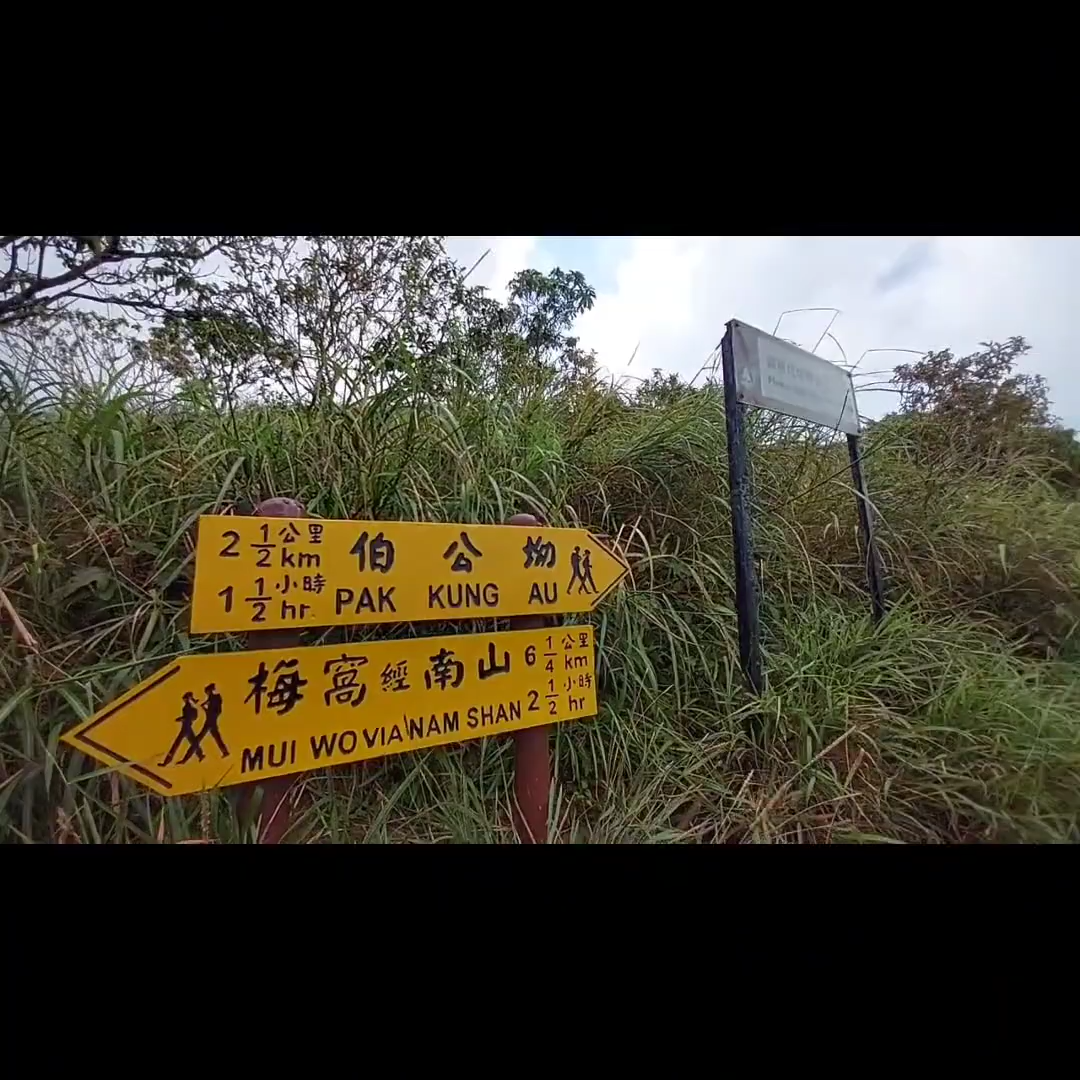 2 1/2 公里 km
1 1/2 小時 hr.
伯公坳
PAK KUNG AU
梅窩經南山
MUI WO VIA NAM SHAN
6 1/4 公里 km
2 1/2 小時 hr